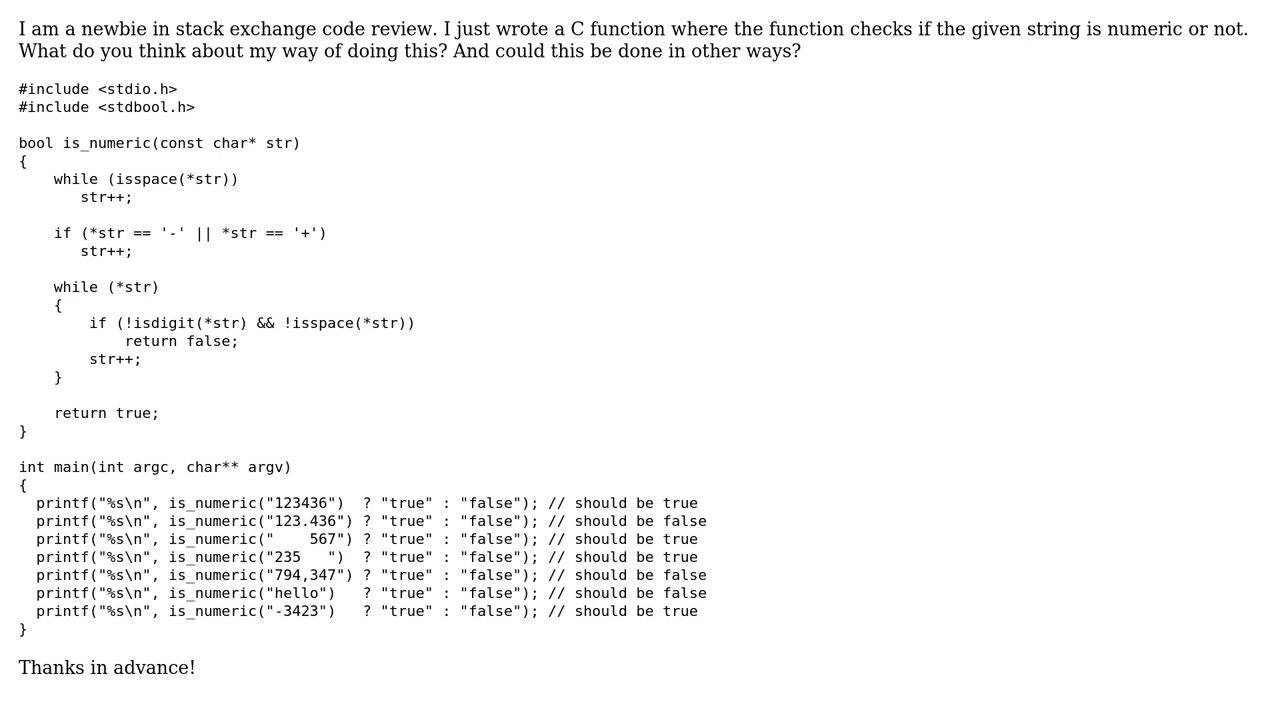 I am a newbie in stack exchange code review. I just wrote a C function where the function checks if the given string is numeric or not.
What do you think about my way of doing this? And could this be done in other ways?
#include <stdio.h>
#include <stdbool.h>
bool is_numeric(const char* str)
{
    while (isspace(*str))
       str++;
    if (*str == '-' || *str == '+')
       str++;
    while (*str)
    {
        if (!isdigit(*str) && !isspace(*str))
            return false;
        str++;
    }
    return true;
}
int main(int argc, char** argv)
{
  printf("%s\n", is_numeric("123436")  ? "true" : "false"); // should be true
  printf("%s\n", is_numeric("123.436") ? "true" : "false"); // should be false
  printf("%s\n", is_numeric("    567") ? "true" : "false"); // should be true
  printf("%s\n", is_numeric("235   ")  ? "true" : "false"); // should be true
  printf("%s\n", is_numeric("794,347") ? "true" : "false"); // should be false
  printf("%s\n", is_numeric("hello")   ? "true" : "false"); // should be false
  printf("%s\n", is_numeric("-3423")   ? "true" : "false"); // should be true
}
Thanks in advance!